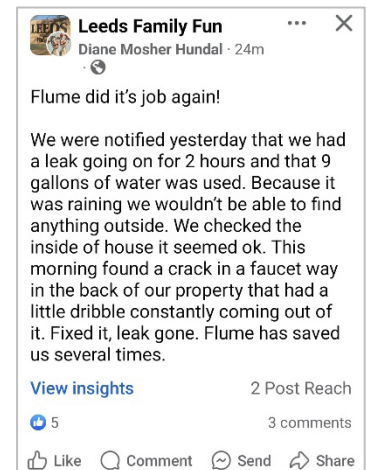 Leeds Family Fun
Diane Mosher Hundal · 24m
Flume did it's job again!
We were notified yesterday that we had
a leak going on for 2 hours and that 9
gallons of water was used. Because it
was raining we wouldn't be able to find
anything outside. We checked the
inside of house it seemed ok. This
morning found a crack in a faucet way
in the back of our property that had a
little dribble constantly coming out of
it. Fixed it, leak gone. Flume has saved
us several times.
View insights 2 Post Reach
5 3 comments
Like Comment Send Share